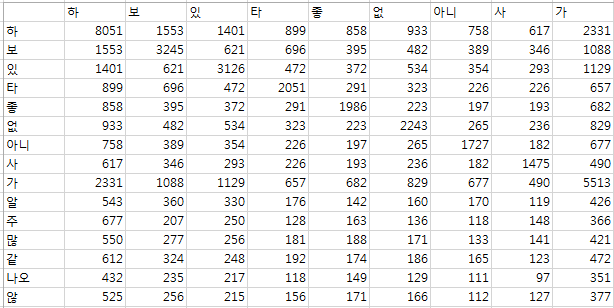 하 보 있 타 좋 없 아니 사 가
하 8051 1553 1401 899 858 933 758 617 2331
보 1553 3245 621 696 395 482 389 346 1088
있 1401 621 3126 472 372 534 354 293 1129
타 899 696 472 2051 291 323 226 226 657
좋 858 395 372 291 1986 223 197 193 682
없 933 482 534 323 223 2243 265 236 829
아니 758 389 354 226 197 265 1727 182 677
사 617 346 293 226 193 236 182 1475 490
가 2331 1088 1129 657 682 829 677 490 5513
알 543 360 330 176 142 160 170 119 426
주 677 207 250 128 163 136 118 148 366
많 550 277 256 181 188 171 133 141 421
같 612 324 248 192 174 186 165 123 472
나오 432 235 217 118 149 129 111 97 351
않 525 256 215 156 171 166 112 127 377